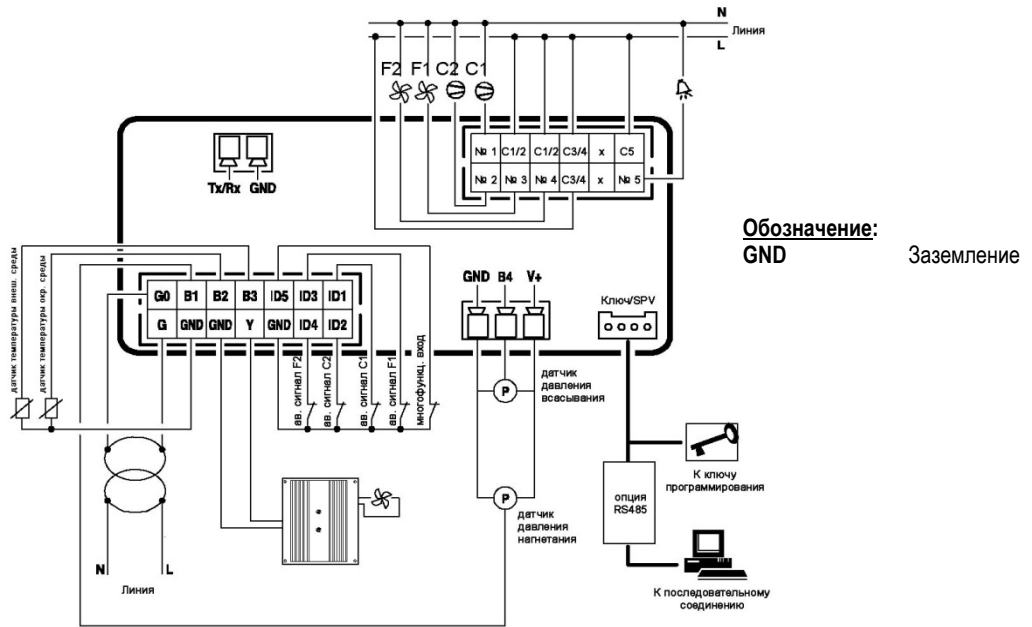 N
Линия
L
F2 F1 C2 C1
№ 1 C1/2 C1/2 C3/4 x C5
№ 2 № 3 № 4 C3/4 x № 5
Tx/Rx GND
Обозначение:
GND Заземление
датчик температуры внеш. среды
датчик температуры окр. среды
G0 B1 B2 B3 ID5 ID3 ID1
G GND GND Y GND ID4 ID2
GND B4 V+
Ключ/SPV
ав. сигнал F2
ав. сигнал C2
ав. сигнал C1
ав. сигнал F1
многофункц. вход
P
датчик
давления
всасывания
P
датчик
давления
нагнетания
К ключу
программирования
опция
RS485
К последовательному
соединению
N L
Линия